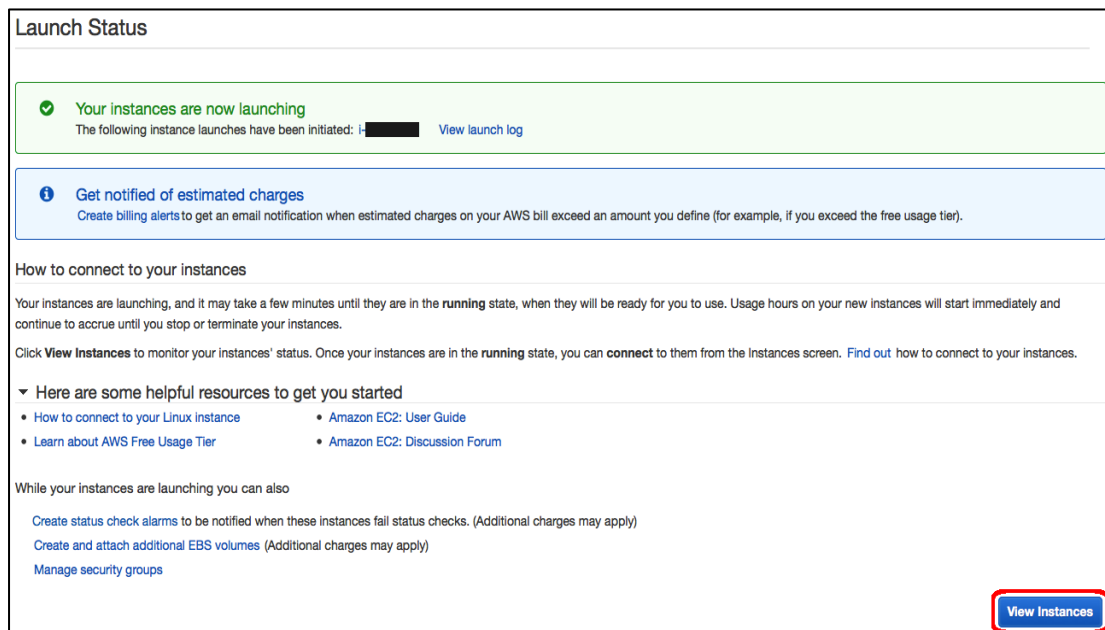 Launch Status
Your instances are now launching
The following instance launches have been initiated: i- View launch log
Get notified of estimated charges
Create billing alerts to get an email notification when estimated charges on your AWS bill exceed an amount you define (for example, if you exceed the free usage tier).
How to connect to your instances
Your instances are launching, and it may take a few minutes until they are in the running state, when they will be ready for you to use. Usage hours on your new instances will start immediately and
continue to accrue until you stop or terminate your instances.
Click View Instances to monitor your instances' status. Once your instances are in the running state, you can connect to them from the Instances screen. Find out how to connect to your instances.
Here are some helpful resources to get you started
• How to connect to your Linux instance • Amazon EC2: User Guide
• Learn about AWS Free Usage Tier • Amazon EC2: Discussion Forum
While your instances are launching you can also
Create status check alarms to be notified when these instances fail status checks. (Additional charges may apply)
Create and attach additional EBS volumes (Additional charges may apply)
Manage security groups
View Instances